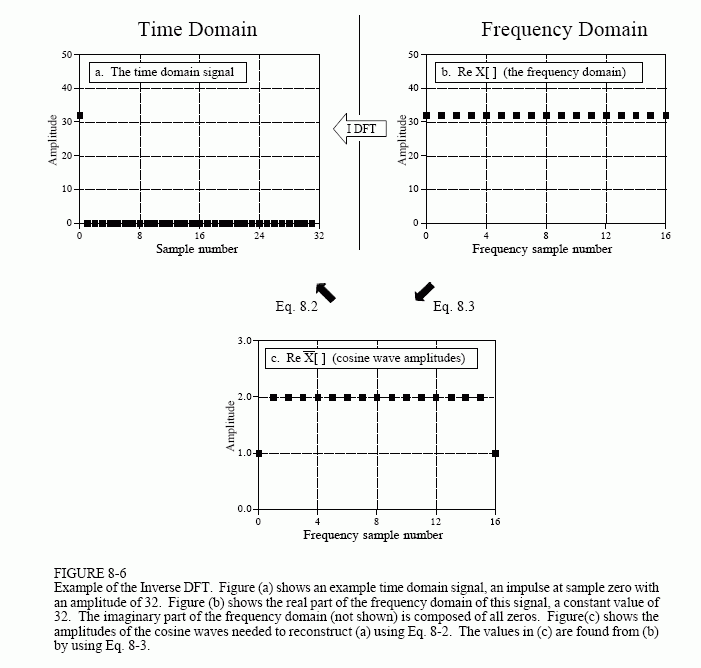 Time Domain
Frequency Domain
50
40
30
20
10
0
Amplitude
a. The time domain signal
0 8 16 24 32
Sample number
I DFT
50
40
30
20
10
0
Amplitude
b. Re X[ ] (the frequency domain)
0 4 8 12 16
Frequency sample number
Eq. 8.2
Eq. 8.3
3.0
2.0
1.0
0.0
Amplitude
c. Re X̅[ ] (cosine wave amplitudes)
0 4 8 12 16
Frequency sample number
FIGURE 8-6
Example of the Inverse DFT. Figure (a) shows an example time domain signal, an impulse at sample zero with
an amplitude of 32. Figure (b) shows the real part of the frequency domain of this signal, a constant value of
32. The imaginary part of the frequency domain (not shown) is composed of all zeros. Figure(c) shows the
amplitudes of the cosine waves needed to reconstruct (a) using Eq. 8-2. The values in (c) are found from (b)
by using Eq. 8-3.